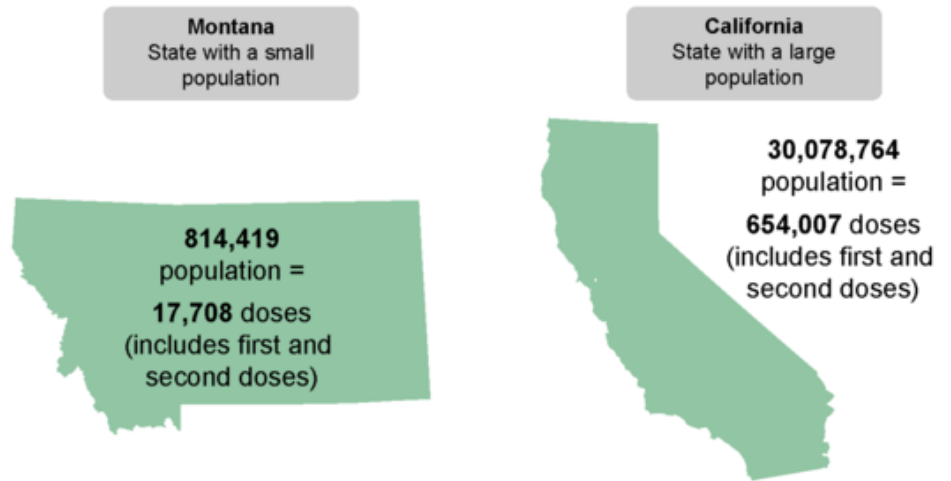 Montana
State with a small
population
814,419
population =
17,708 doses
(includes first and
second doses)
California
State with a large
population
30,078,764
population =
654,007 doses
(includes first and
second doses)